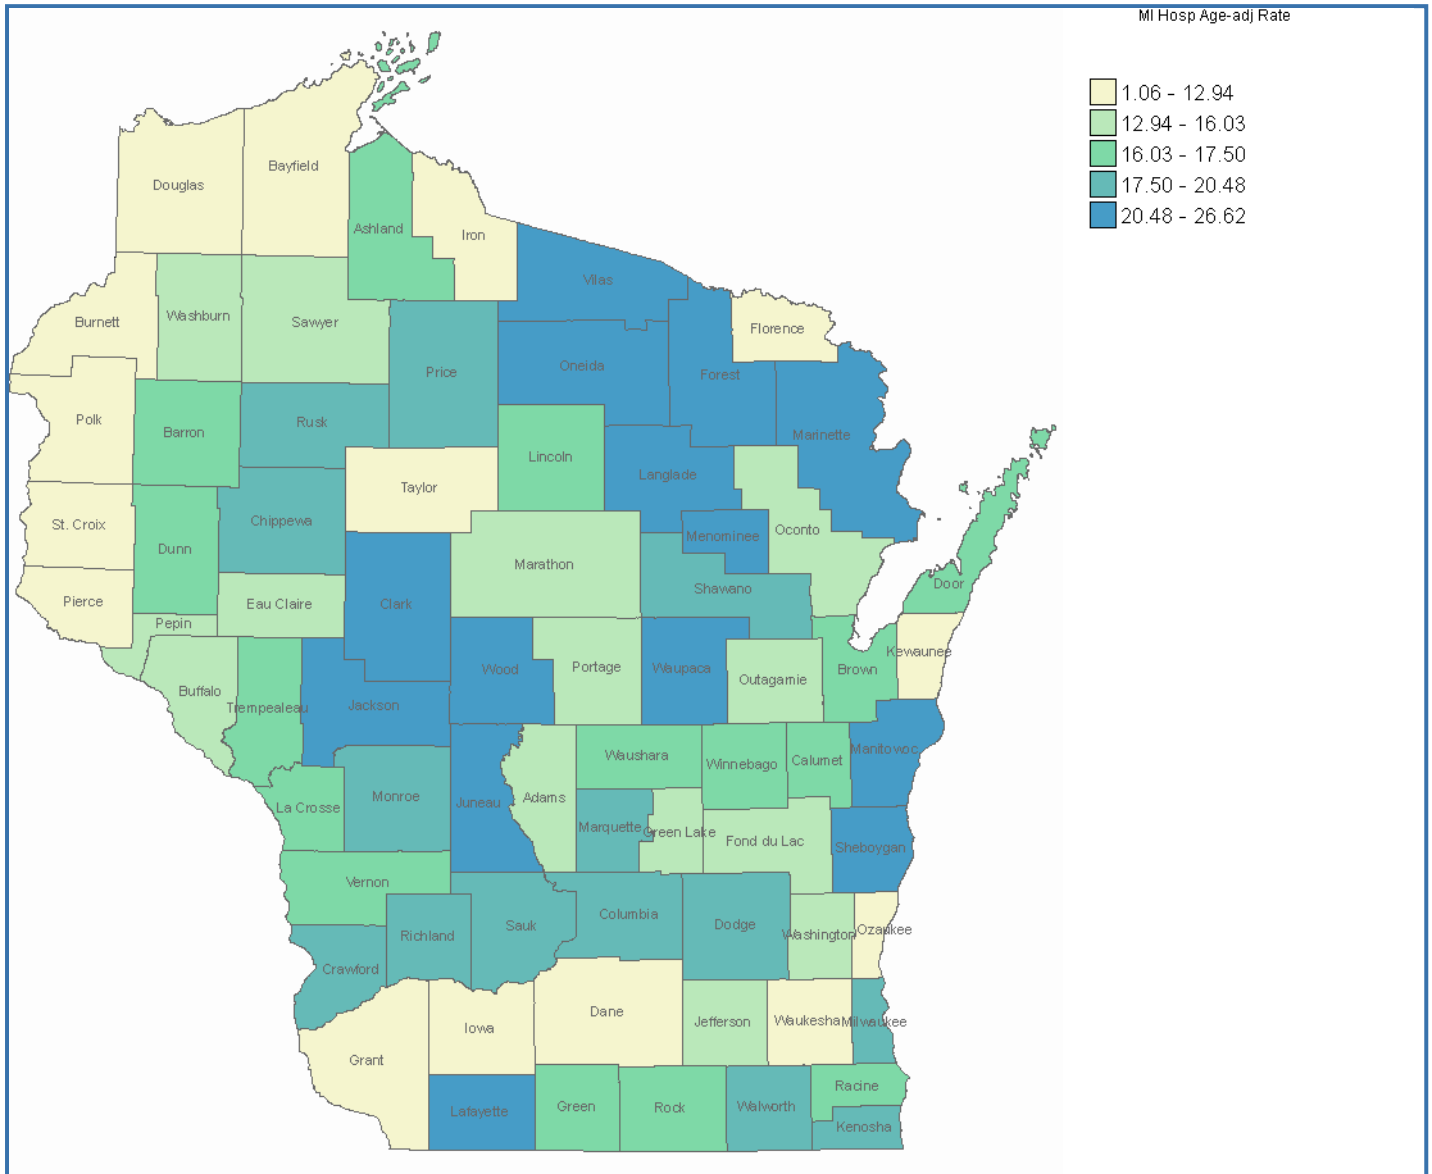 MI Hosp Age-adj Rate
1.06 - 12.94
12.94 - 16.03
16.03 - 17.50
17.50 - 20.48
20.48 - 26.62
Bayfield
Douglas
Ashland
Iron
Vilas
Washburn
Sawyer
Burnett
Florence
Oneida
Price
Forest
Polk
Rusk
Barron
Marinette
Lincoln
Langlade
Taylor
Chippewa
St. Croix
Oconto
Menominee
Dunn
Marathon
Shawano
Door
Pierce
Eau Claire
Clark
Pepin
Kewaunee
Portage
Waupaca
Wood
Brown
Outagamie
Buffalo
Jackson
Trempealeau
Manitowoc
Waushara
Calumet
Winnebago
Monroe
Adams
Juneau
La Crosse
Marquette
Green Lake
Fond du Lac
Sheboygan
Vernon
Columbia
Dodge
Sauk
Ozaukee
Washington
Richland
Crawford
Dane
Waukesha
Milwaukee
Jefferson
Iowa
Grant
Racine
Green
Rock
Walworth
Lafayette
Kenosha